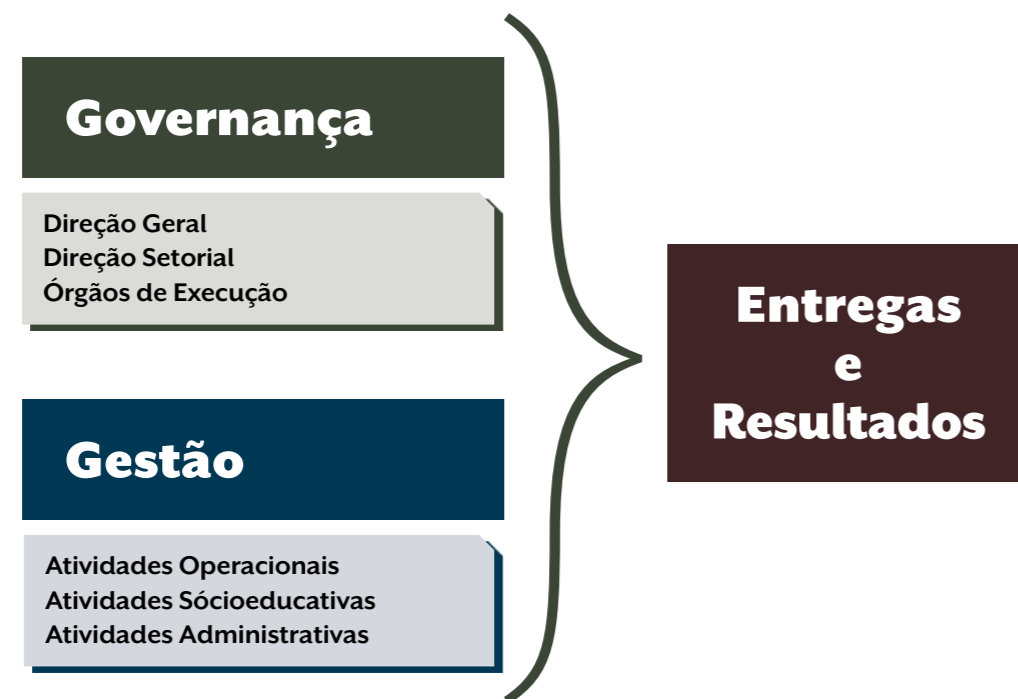 Governança
Direção Geral
Direção Setorial
Órgãos de Execução
Gestão
Atividades Operacionais
Atividades Sócioeducativas
Atividades Administrativas
Entregas
e
Resultados